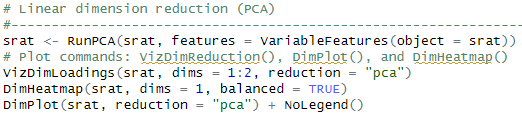 # Linear dimension reduction (PCA)
#---------------------------------------------------------------
srat <- RunPCA(srat, features = VariableFeatures(object = srat))
# Plot commands: VizDimReduction(), DimPlot(), and DimHeatmap()
VizDimLoadings(srat, dims = 1:2, reduction = "pca")
DimHeatmap(srat, dims = 1, balanced = TRUE)
DimPlot(srat, reduction = "pca") + NoLegend()